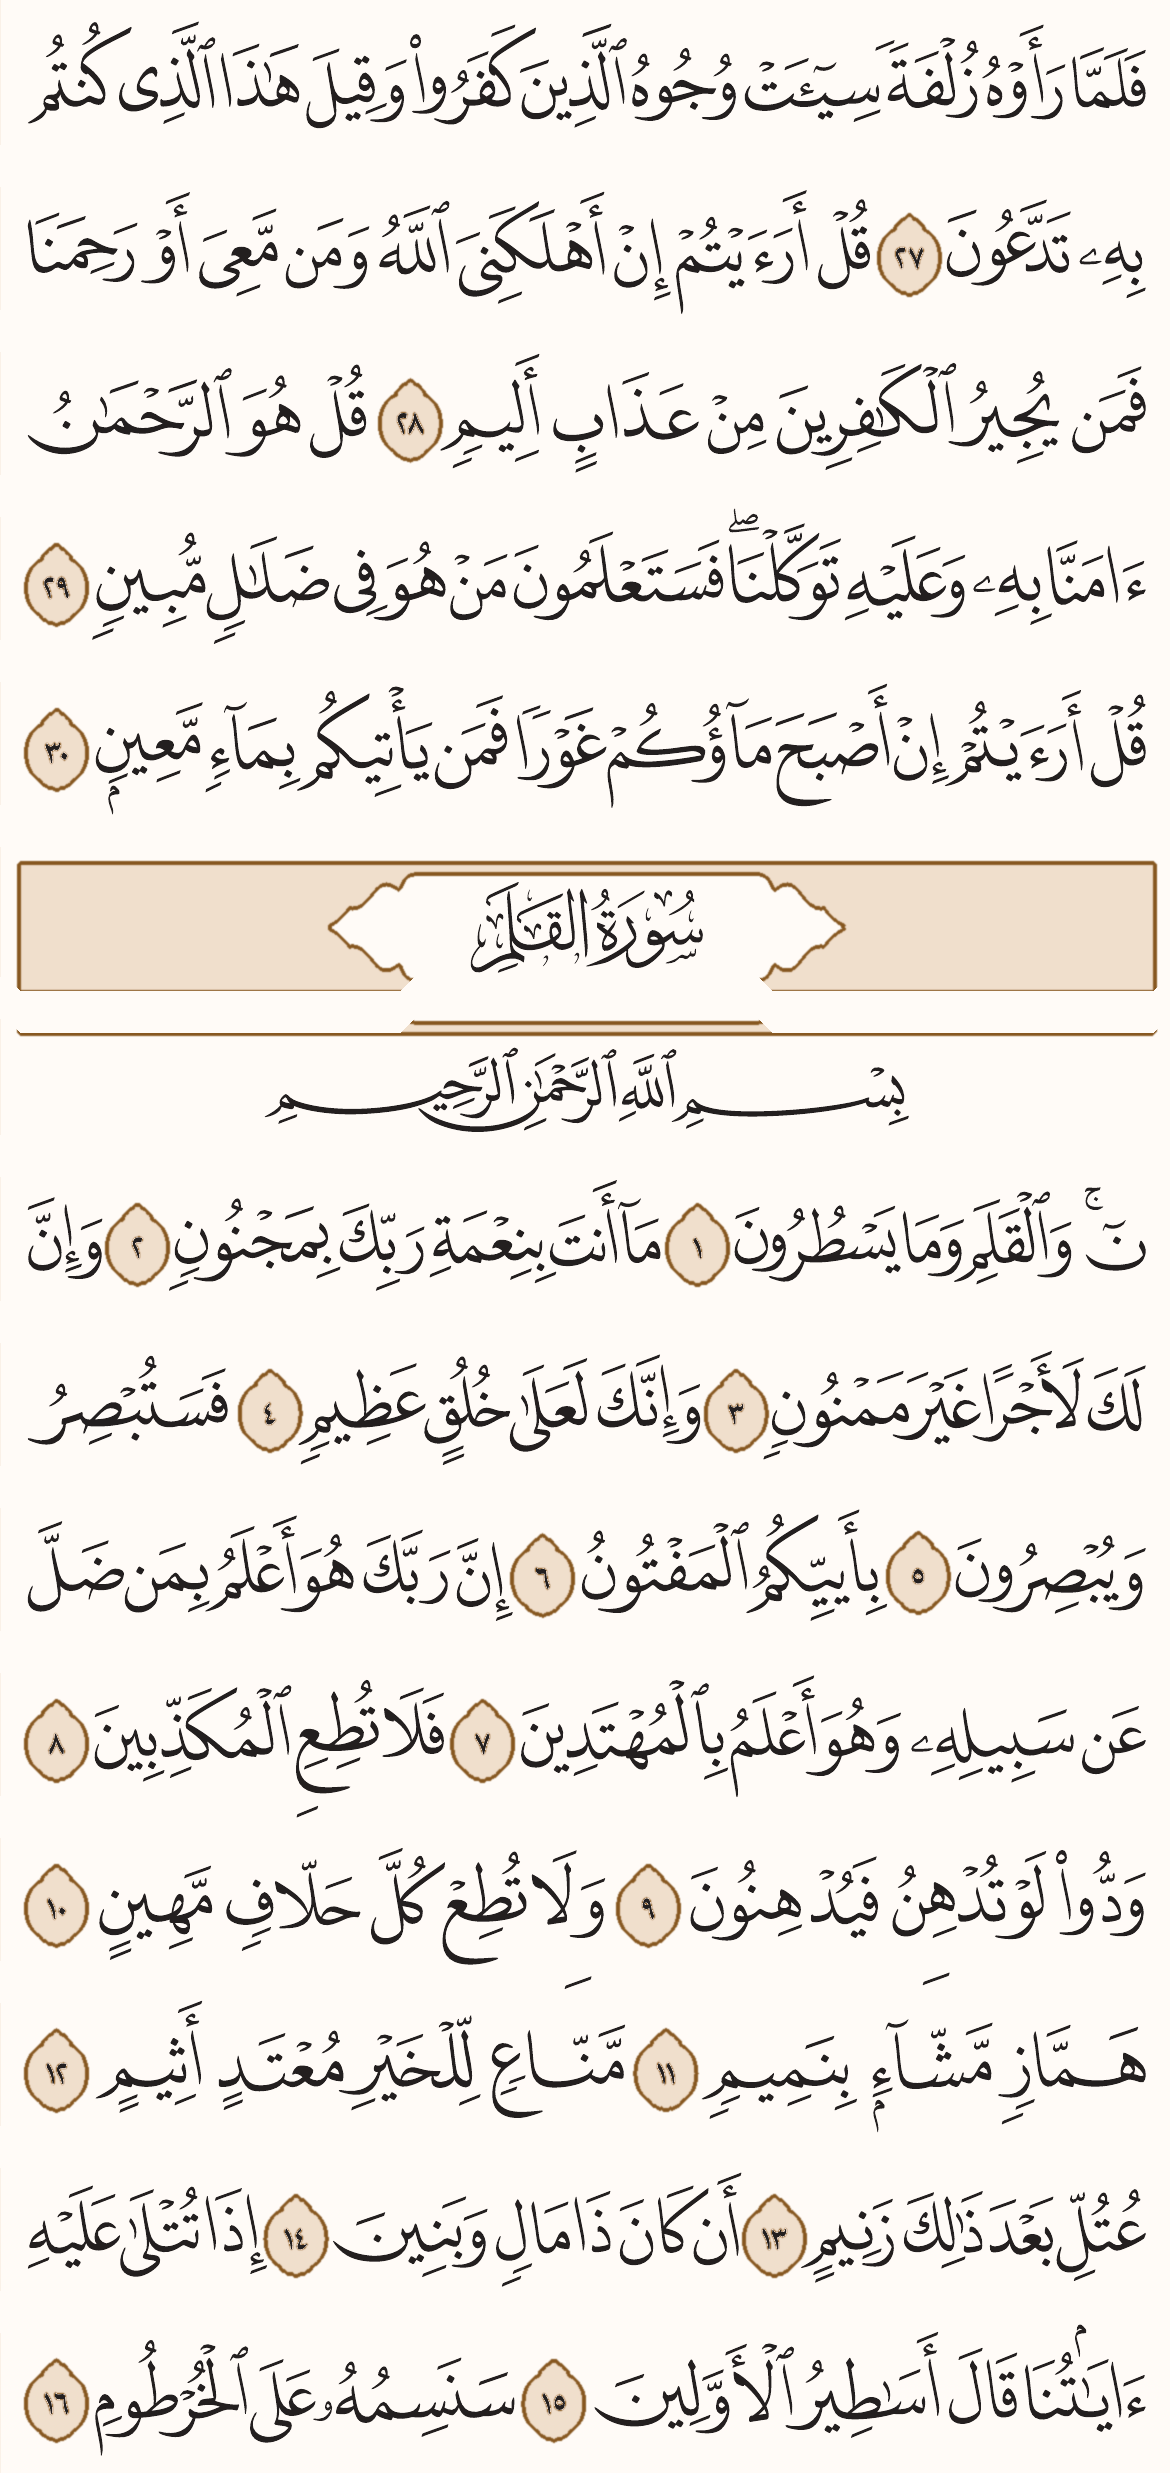 فَلَمَّا رَأَوۡهُ زُلۡفَةٗ سِيٓـَٔتۡ وُجُوهُ ٱلَّذِينَ كَفَرُواْ وَقِيلَ هَٰذَا ٱلَّذِي كُنتُم
بِهِۦ تَدَّعُونَ ٢٧ قُلۡ أَرَءَيۡتُمۡ إِنۡ أَهۡلَكَنِيَ ٱللَّهُ وَمَن مَّعِيَ أَوۡ رَحِمَنَا
فَمَن يُجِيرُ ٱلۡكَٰفِرِينَ مِنۡ عَذَابٍ أَلِيمٖ ٢٨ قُلۡ هُوَ ٱلرَّحۡمَٰنُ
ءَامَنَّا بِهِۦ وَعَلَيۡهِ تَوَكَّلۡنَاۖ فَسَتَعۡلَمُونَ مَنۡ هُوَ فِي ضَلَٰلٖ مُّبِينٖ ٢٩
قُلۡ أَرَءَيۡتُمۡ إِنۡ أَصۡبَحَ مَآؤُكُمۡ غَوۡرٗا فَمَن يَأۡتِيكُم بِمَآءٖ مَّعِينِۭ ٣٠
سُورَةُ القَلَمِ
بِسۡمِ ٱللَّهِ ٱلرَّحۡمَٰنِ ٱلرَّحِيمِ
نٓۚ وَٱلۡقَلَمِ وَمَا يَسۡطُرُونَ ١ مَآ أَنتَ بِنِعۡمَةِ رَبِّكَ بِمَجۡنُونٖ ٢ وَإِنَّ
لَكَ لَأَجۡرًا غَيۡرَ مَمۡنُونٖ ٣ وَإِنَّكَ لَعَلَىٰ خُلُقٍ عَظِيمٖ ٤ فَسَتُبۡصِرُ
وَيُبۡصِرُونَ ٥ بِأَييِّكُمُ ٱلۡمَفۡتُونُ ٦ إِنَّ رَبَّكَ هُوَ أَعۡلَمُ بِمَن ضَلَّ
عَن سَبِيلِهِۦ وَهُوَ أَعۡلَمُ بِٱلۡمُهۡتَدِينَ ٧ فَلَا تُطِعِ ٱلۡمُكَذِّبِينَ ٨
وَدُّواْ لَوۡ تُدۡهِنُ فَيُدۡهِنُونَ ٩ وَلَا تُطِعۡ كُلَّ حَلَّافٖ مَّهِينٍ ١٠
هَمَّازٖ مَّشَّآءِۭ بِنَمِيمٖ ١١ مَّنَّاعٖ لِّلۡخَيۡرِ مُعۡتَدٍ أَثِيمٍ ١٢
عُتُلِّۭ بَعۡدَ ذَٰلِكَ زَنِيمٍ ١٣ أَن كَانَ ذَا مَالٖ وَبَنِينَ ١٤ إِذَا تُتۡلَىٰ عَلَيۡهِ
ءَايَٰتُنَا قَالَ أَسَٰطِيرُ ٱلۡأَوَّلِينَ ١٥ سَنَسِمُهُۥ عَلَى ٱلۡخُرۡطُومِ ١٦